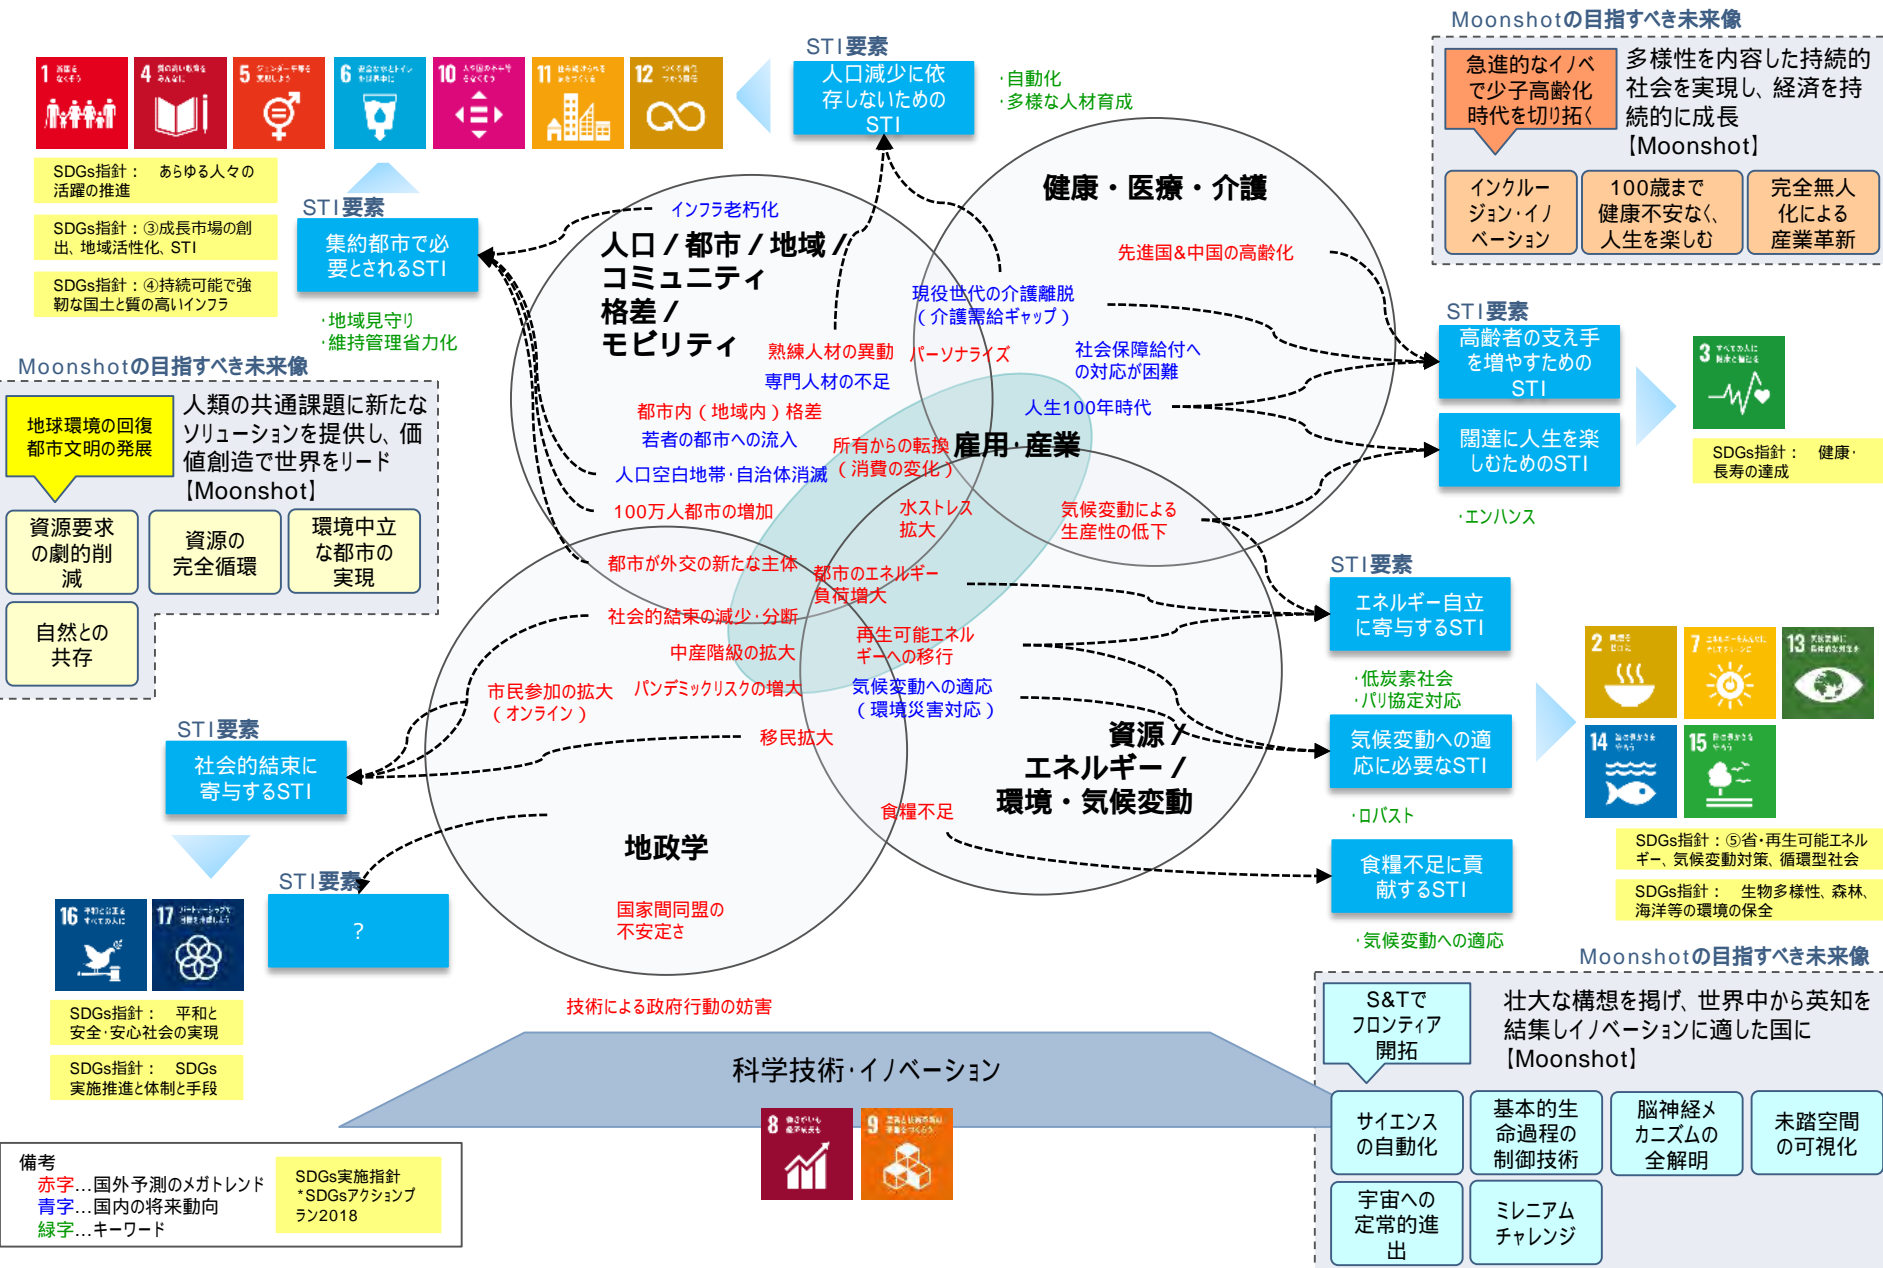 Moonshotの目指すべき未来像
急進的なイノベ
で少子高齢化
時代を切り拓く
多様性を内容した持続的
社会を実現し、経済を持
続的に成長
【Moonshot】
インクルー
ジョン・イノ
ベーション
100歳まで
健康不安なく、
人生を楽しむ
完全無人
化による
産業革新
STI要素
人口減少に依
存しないための
STI
・自動化
・多様な人材育成
1
4
5
6
10
11
12
SDGs指針： あらゆる人々の
活躍の推進
SDGs指針：③成長市場の創
出、地域活性化、STI
SDGs指針：④持続可能で強
靭な国土と質の高いインフラ
STI要素
集約都市で必
要とされるSTI
・地域見守り
・維持管理省力化
Moonshotの目指すべき未来像
地球環境の回復
都市文明の発展
人類の共通課題に新たな
ソリューションを提供し、価
値創造で世界をリード
【Moonshot】
資源要求
の劇的削
減
資源の
完全循環
環境中立
な都市の
実現
自然との
共存
インフラ老朽化
人口 / 都市 / 地域 /
コミュニティ
格差 /
モビリティ
熟練人材の異動
専門人材の不足
都市内（地域内）格差
若者の都市への流入
所有からの転換
（消費の変化）
人口空白地帯・自治体消滅
100万人都市の増加
都市が外交の新たな主体
健康・医療・介護
先進国&中国の高齢化
現役世代の介護離脱
（介護需給ギャップ）
パーソナライズ
社会保障給付へ
の対応が困難
人生100年時代
雇用・産業
水ストレス
拡大
気候変動による
生産性の低下
都市のエネルギー
負荷増大
社会的結束の減少・分断
中産階級の拡大
再生可能エネル
ギーへの移行
市民参加の拡大
（オンライン）
パンデミックリスクの増大
気候変動への適応
（環境災害対応）
移民拡大
資源 /
エネルギー /
環境・気候変動
食糧不足
地政学
国家間同盟の
不安定さ
技術による政府行動の妨害
STI要素
高齢者の支え手
を増やすための
STI
闊達に人生を楽
しむためのSTI
・エンハンス
3 すべての人に
健康と福祉を
SDGs指針： 健康・
長寿の達成
STI要素
エネルギー自立
に寄与するSTI
・低炭素社会
・パリ協定対応
気候変動への適
応に必要なSTI
・ロバスト
食糧不足に貢
献するSTI
・気候変動への適応
2
7
13
14
15
SDGs指針：⑤省・再生可能エネル
ギー、気候変動対策、循環型社会
SDGs指針： 生物多様性、森林、
海洋等の環境の保全
STI要素
社会的結束に
寄与するSTI
STI要素
?
16 平和と公正を
すべての人に
17
SDGs指針： 平和と
安全・安心社会の実現
SDGs指針： SDGs
実施推進と体制と手段
科学技術・イノベーション
8
9
Moonshotの目指すべき未来像
S&Tで
フロンティア
開拓
壮大な構想を掲げ、世界中から英知を
結集しイノベーションに適した国に
【Moonshot】
サイエンス
の自動化
基本的生
命過程の
制御技術
脳神経メ
カニズムの
全解明
未踏空間
の可視化
宇宙への
定常的進
出
ミレニアム
チャレンジ
備考
赤字…国外予測のメガトレンド
青字…国内の将来動向
緑字…キーワード
SDGs実施指針
*SDGsアクションプ
ラン2018